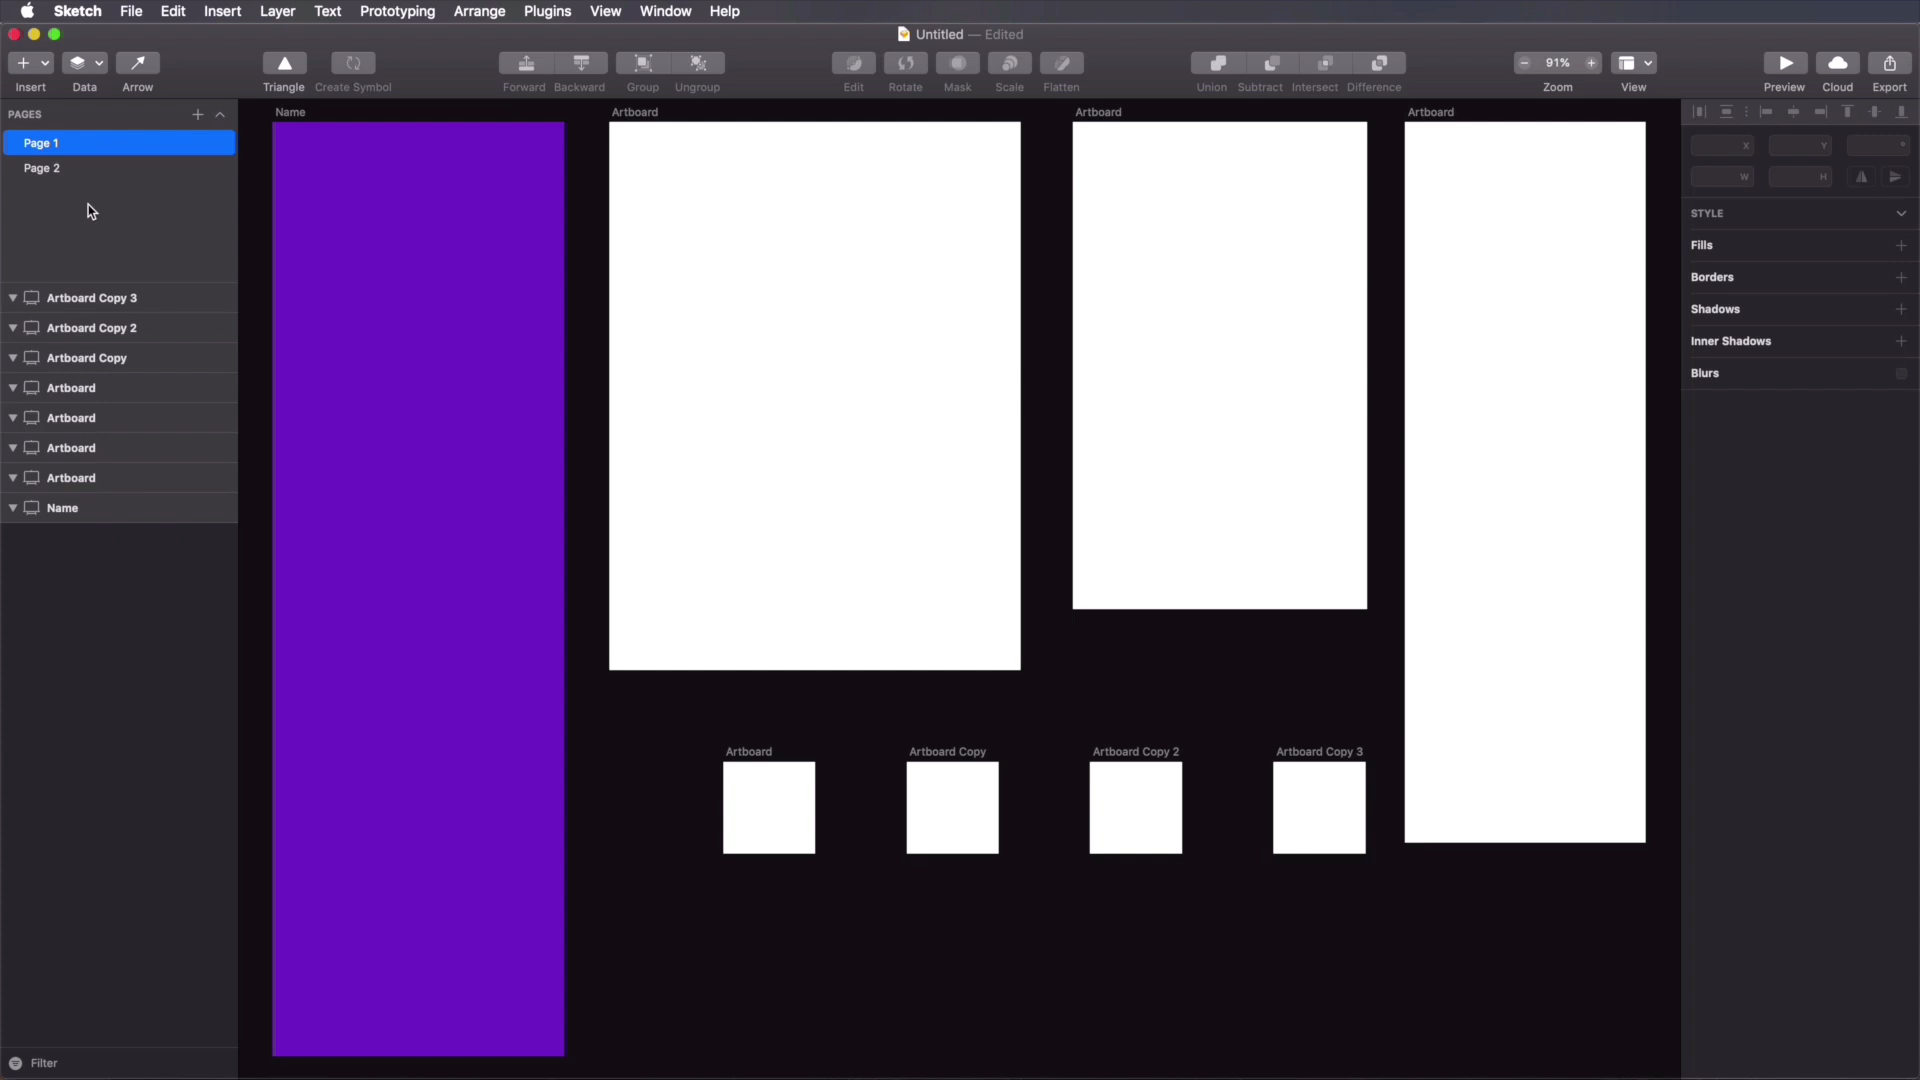 Sketch File Edit Insert Layer Text Prototyping Arrange Plugins View Window Help
Untitled — Edited
91%
Insert Data Arrow Triangle Create Symbol Forward Backward Group Ungroup Edit Rotate Mask Scale Flatten Union Subtract Intersect Difference Zoom View Preview Cloud Export
PAGES
Page 1
Page 2
Artboard Copy 3
Artboard Copy 2
Artboard Copy
Artboard
Artboard
Artboard
Artboard
Name
Filter
Name
Artboard
Artboard
Artboard
Artboard
Artboard Copy
Artboard Copy 2
Artboard Copy 3
X Y °
W H
STYLE
Fills
Borders
Shadows
Inner Shadows
Blurs